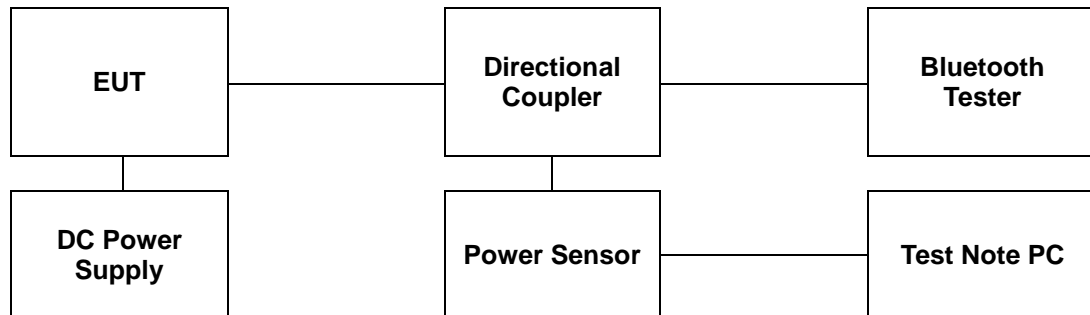 EUT
Directional
Coupler
Bluetooth
Tester
DC Power
Supply
Power Sensor
Test Note PC